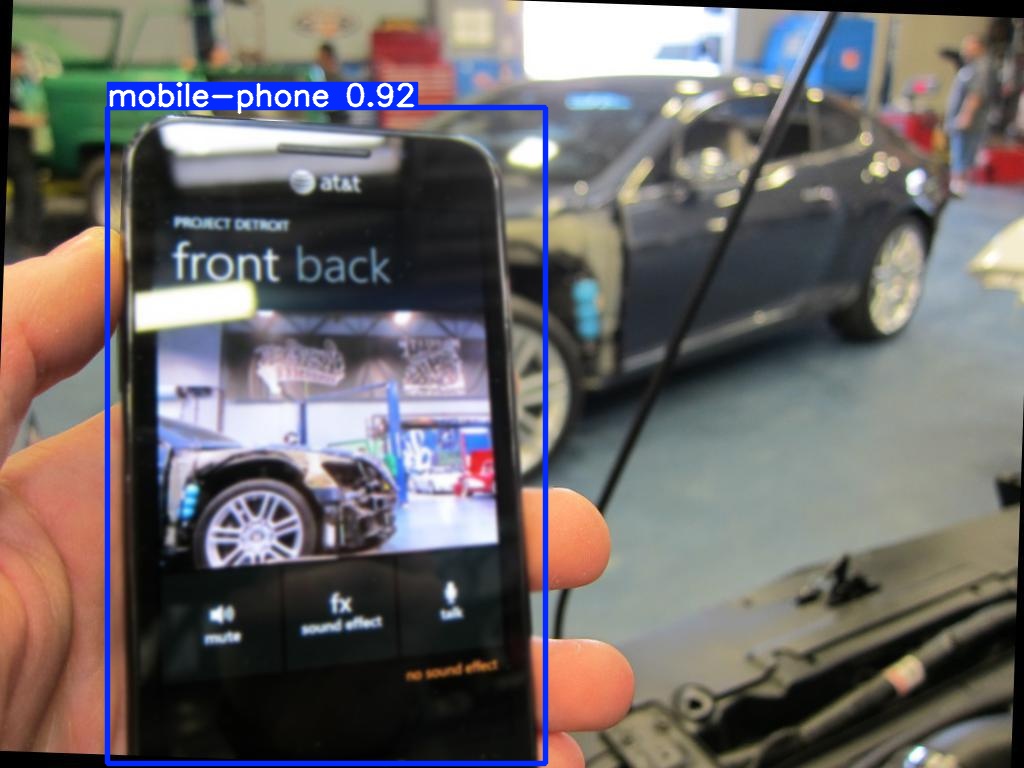 mobile-phone 0.92
at&t
PROJECT DETROIT
front back
mute
fx
sound effect
talk
no sound effect